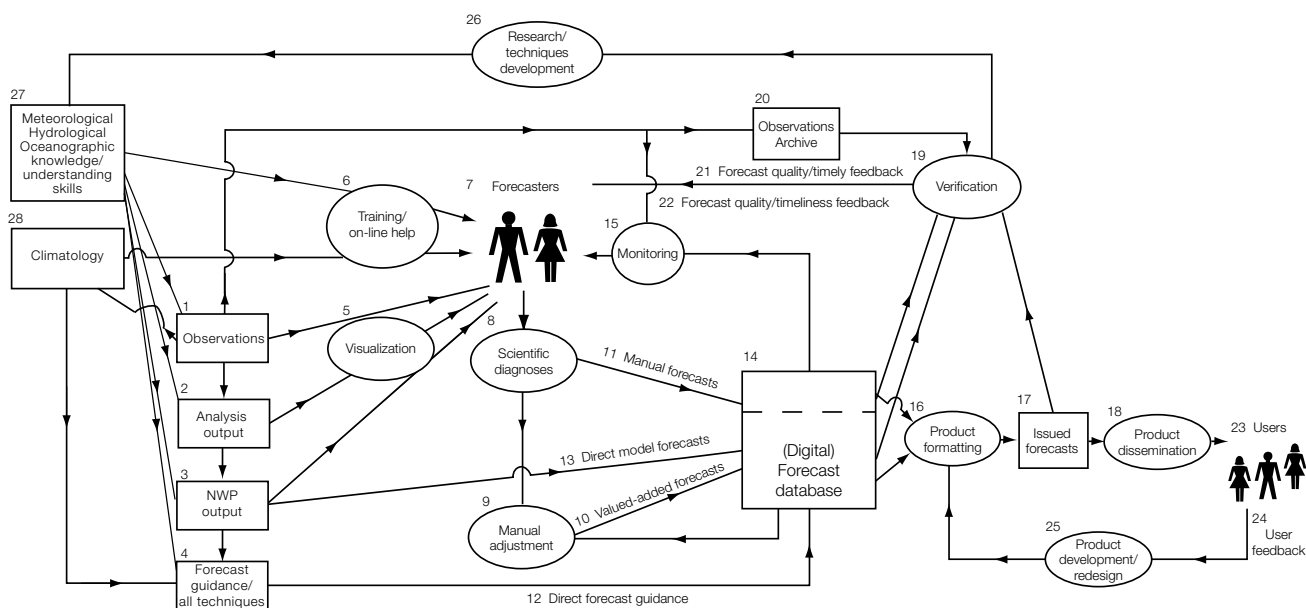 26
Research/
techniques
development
27
Meteorological
Hydrological
Oceanographic
knowledge/
understanding
skills
20
Observations
Archive
19
Verification
21 Forecast quality/timely feedback
22 Forecast quality/timeliness feedback
6
Training/
on-line help
7 Forecasters
15
Monitoring
28
Climatology
1
Observations
5
Visualization
8
Scientific
diagnoses
11 Manual forecasts
14
(Digital)
Forecast
database
2
Analysis
output
13 Direct model forecasts
3
NWP
output
10 Valued-added forecasts
9
Manual
adjustment
4
Forecast
guidance/
all techniques
12 Direct forecast guidance
16
Product
formatting
17
Issued
forecasts
18
Product
dissemination
23 Users
24
User
feedback
25
Product
development/
redesign